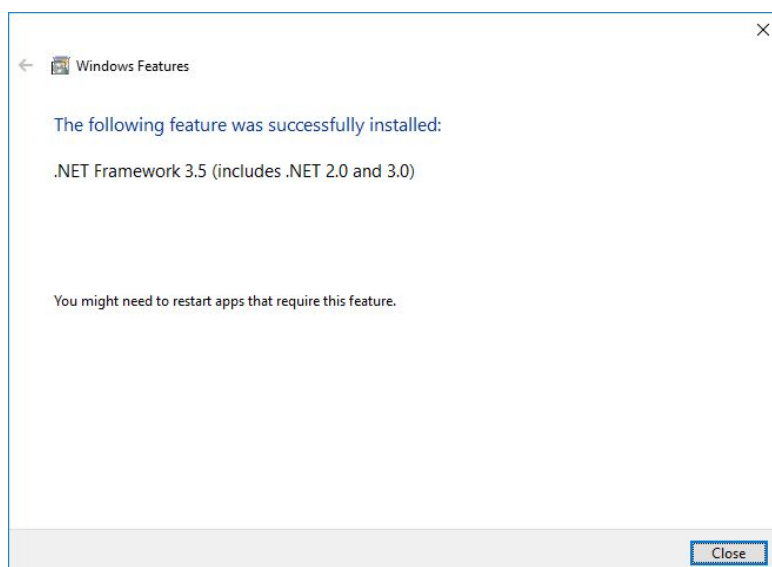 Windows Features
The following feature was successfully installed:
.NET Framework 3.5 (includes .NET 2.0 and 3.0)
You might need to restart apps that require this feature.
Close